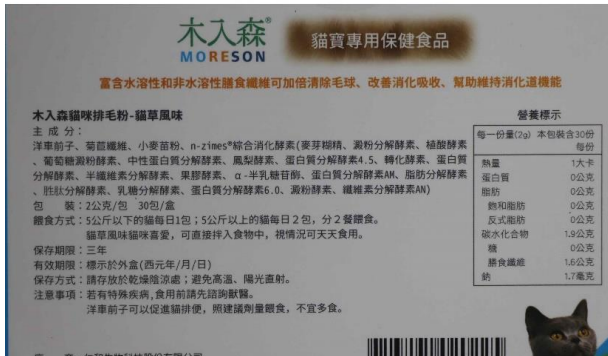 木入森®
MORESON
貓寶專用保健食品
富含水溶性和非水溶性膳食纖維可加倍清除毛球、改善消化吸收、幫助維持消化道機能
木入森貓咪排毛粉-貓草風味
主 成 分：
洋車前子、菊苣纖維、小麥苗粉、n-zimes®綜合消化酵素(麥芽糊精、澱粉分解酵素、植酸酵素
、葡萄糖澱粉酵素、中性蛋白質分解酵素、鳳梨酵素、蛋白質分解酵素4.5、轉化酵素、蛋白質
分解酵素、半纖維素分解酵素、果膠酵素、α-半乳糖苷酶、蛋白質分解酵素AM、脂肪分解酵素
、胜肽分解酵素、乳糖分解酵素、蛋白質分解酵素6.0、澱粉酵素、纖維素分解酵素AN)
包　　裝：2公克/包 30包/盒
餵食方式：5公斤以下的貓每日1包；5公斤以上的貓每日2包，分2餐餵食。
貓草風味貓咪喜愛，可直接拌入食物中，視情況可天天食用。
保存期限：三年
有效期限：標示於外盒(西元年/月/日)
保存方式：請存放於乾燥陰涼處；避免高溫、陽光直射。
注意事項：若有特殊疾病,食用前請先諮詢獸醫。
洋車前子可以促進貓排便，照建議劑量餵食，不宜多食。
營養標示
每一份量(2g) 本包裝含30份
每份
熱量 1大卡
蛋白質 0公克
脂肪 0公克
飽和脂肪 0公克
反式脂肪 0公克
碳水化合物 1.9公克
糖 0公克
膳食纖維 1.6公克
鈉 1.7毫克